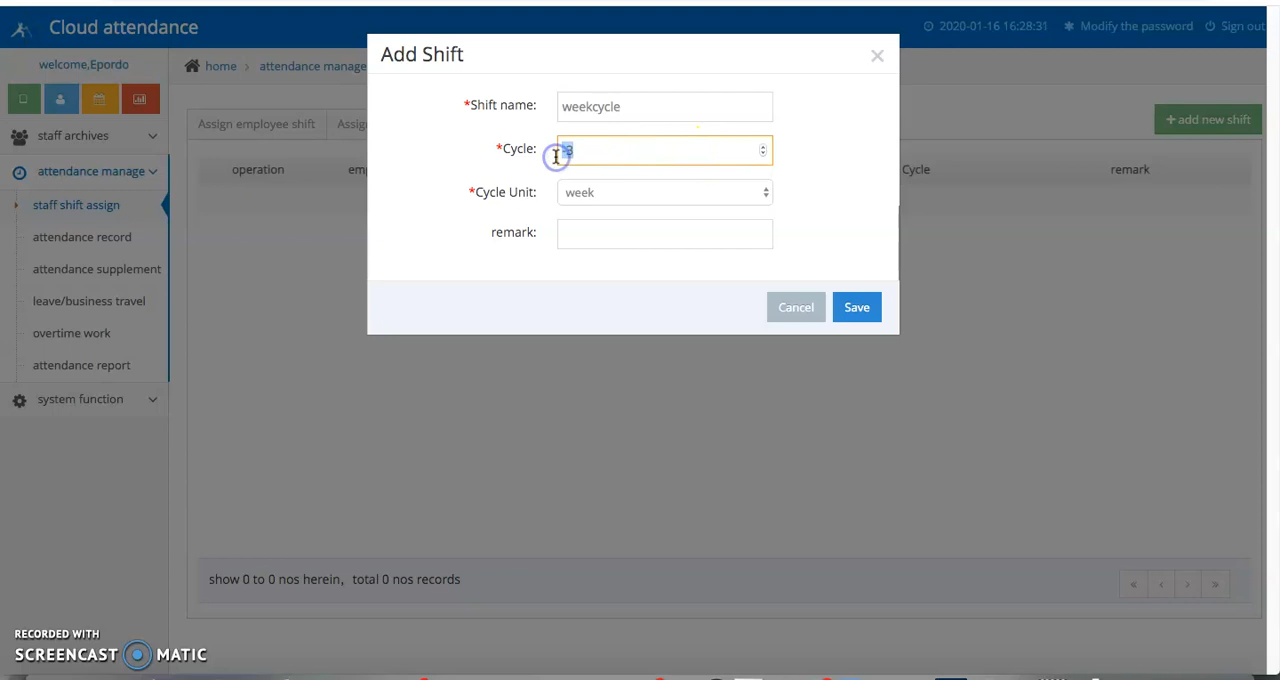 Cloud attendance
2020-01-16 16:28:31 Modify the password Sign out
welcome,Epordo
home > attendance manage
Add Shift
×
*Shift name: weekcycle
*Cycle: -3
*Cycle Unit: week
remark:
Cancel Save
staff archives
attendance manage
staff shift assign
attendance record
attendance supplement
leave/business travel
overtime work
attendance report
system function
Assign employee shift Assig
+ add new shift
operation emp Cycle remark
show 0 to 0 nos herein, total 0 nos records
« ‹ › »
RECORDED WITH
SCREENCAST MATIC